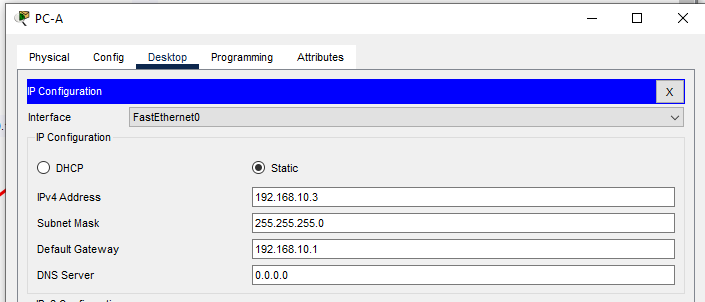 PC-A
Physical Config Desktop Programming Attributes
IP Configuration X
Interface FastEthernet0
IP Configuration
DHCP Static
IPv4 Address 192.168.10.3
Subnet Mask 255.255.255.0
Default Gateway 192.168.10.1
DNS Server 0.0.0.0